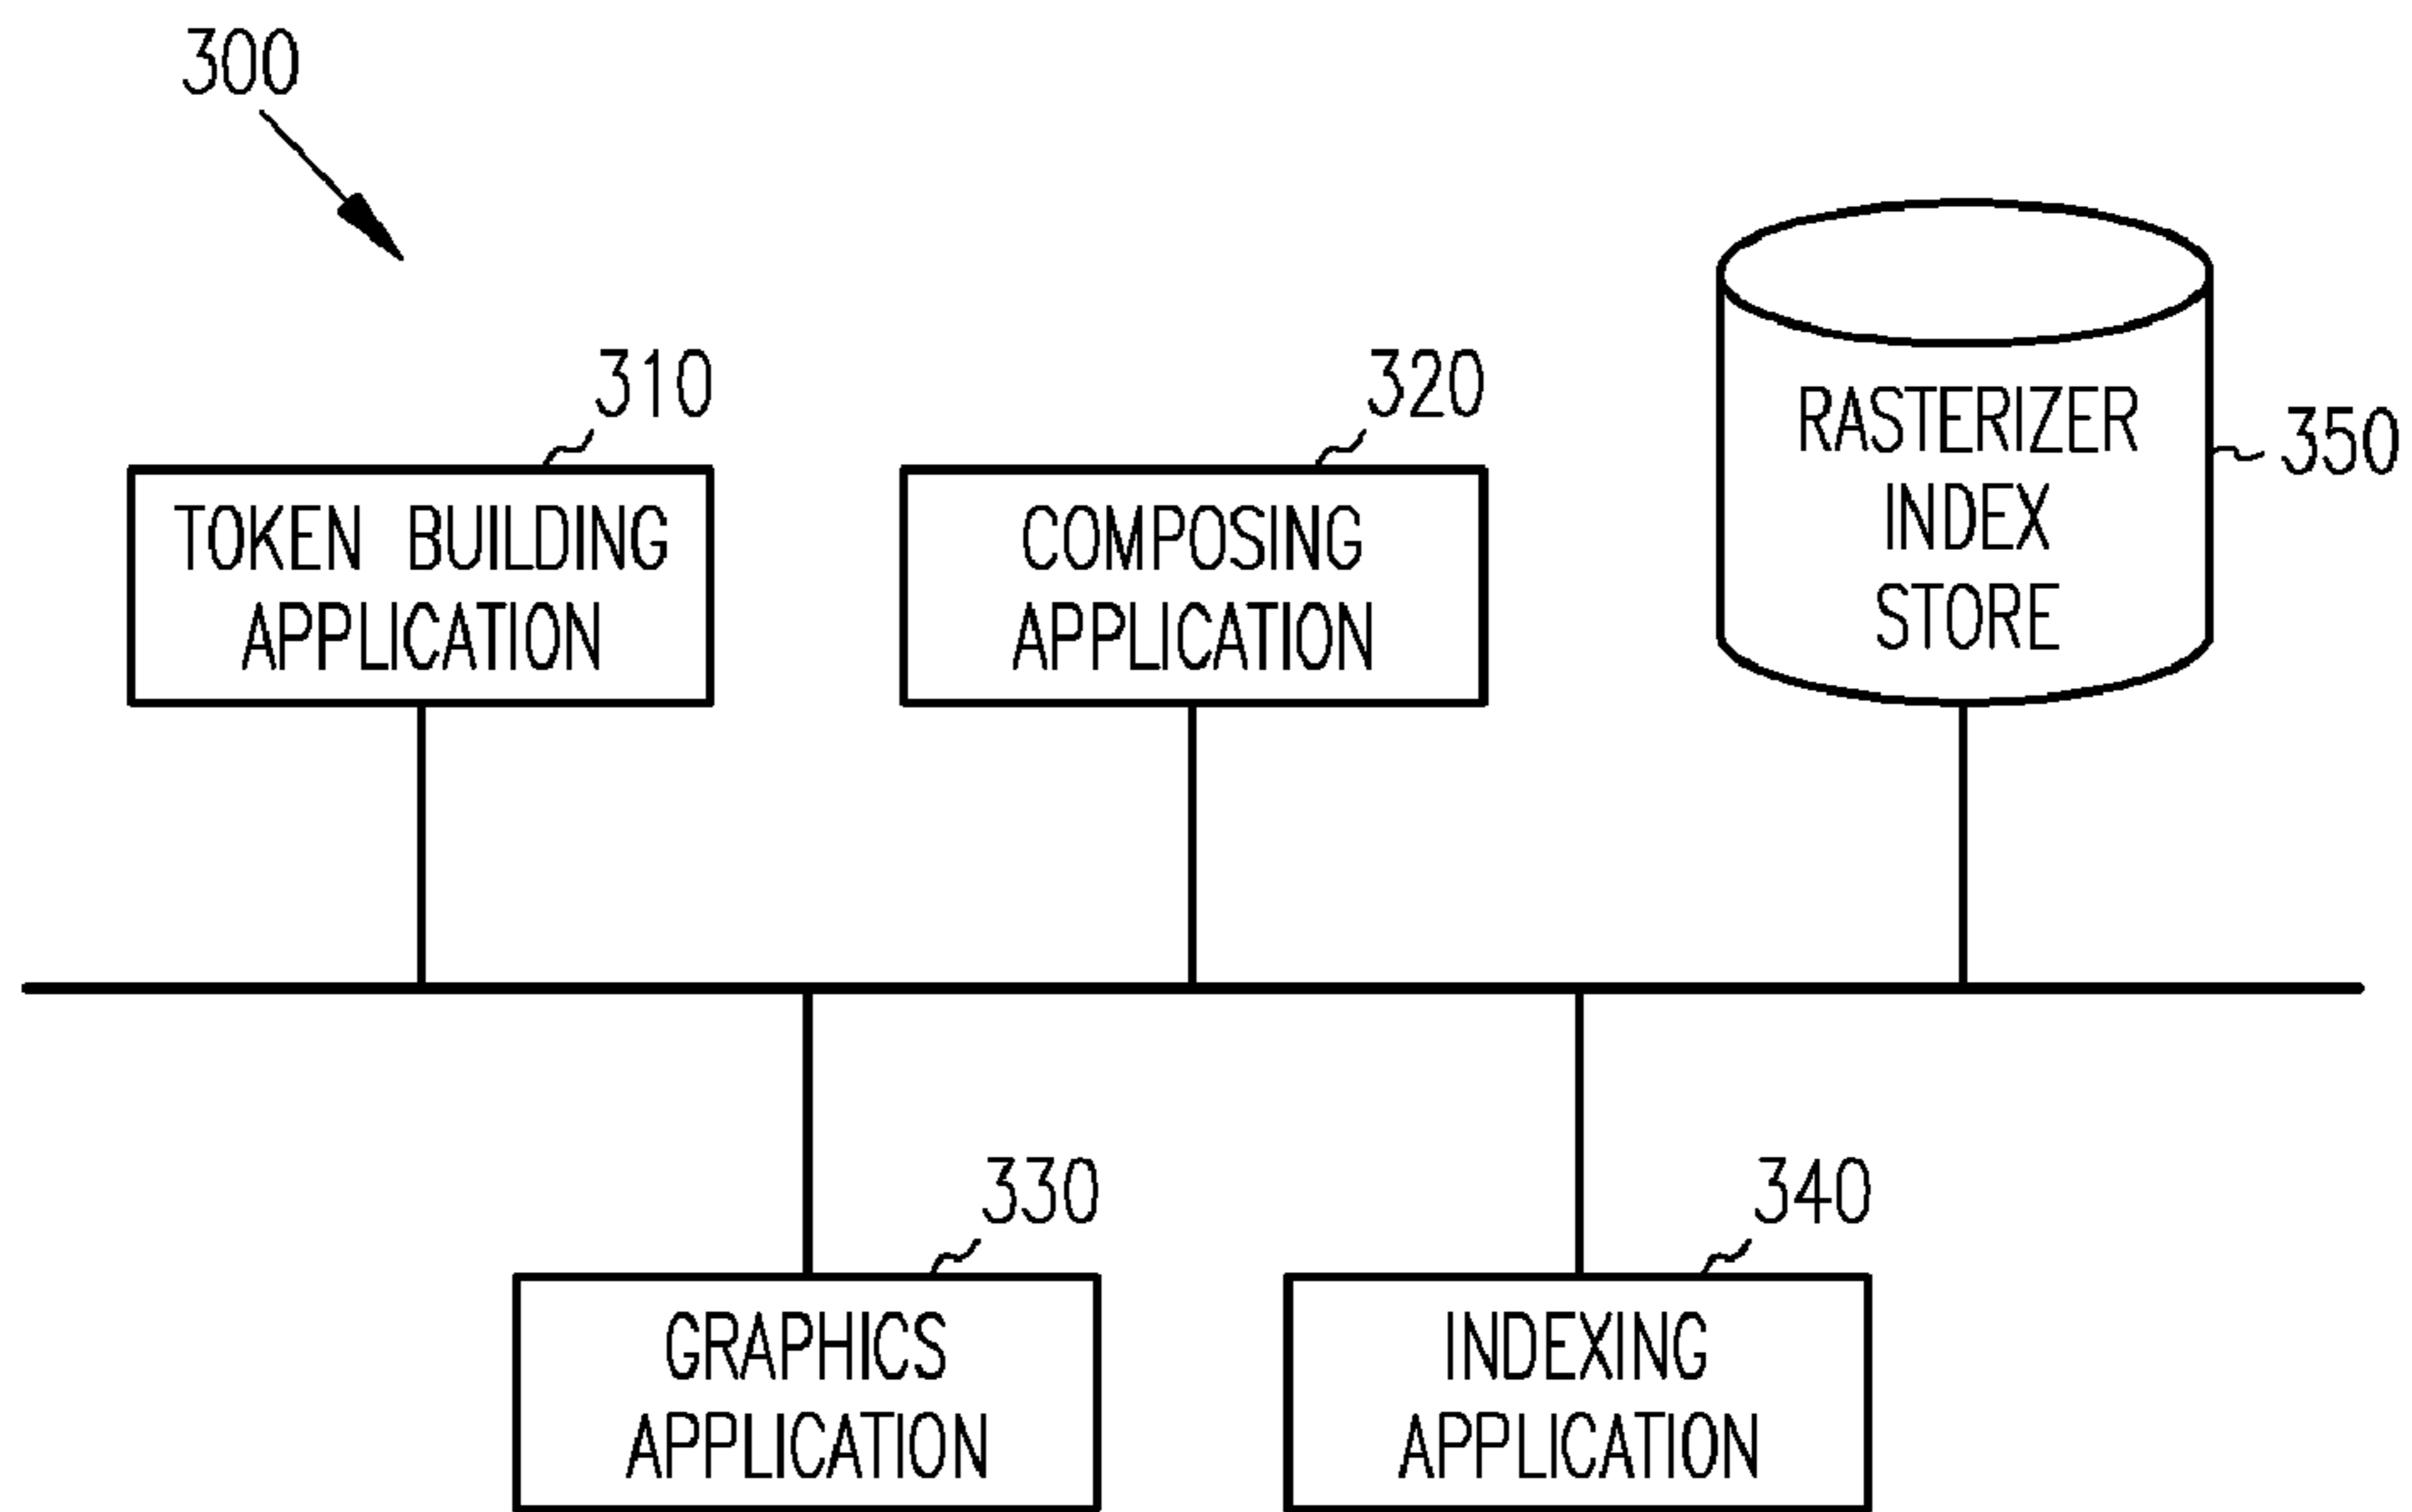 300
310
TOKEN BUILDING
APPLICATION
320
COMPOSING
APPLICATION
RASTERIZER
INDEX
STORE
350
330
GRAPHICS
APPLICATION
340
INDEXING
APPLICATION